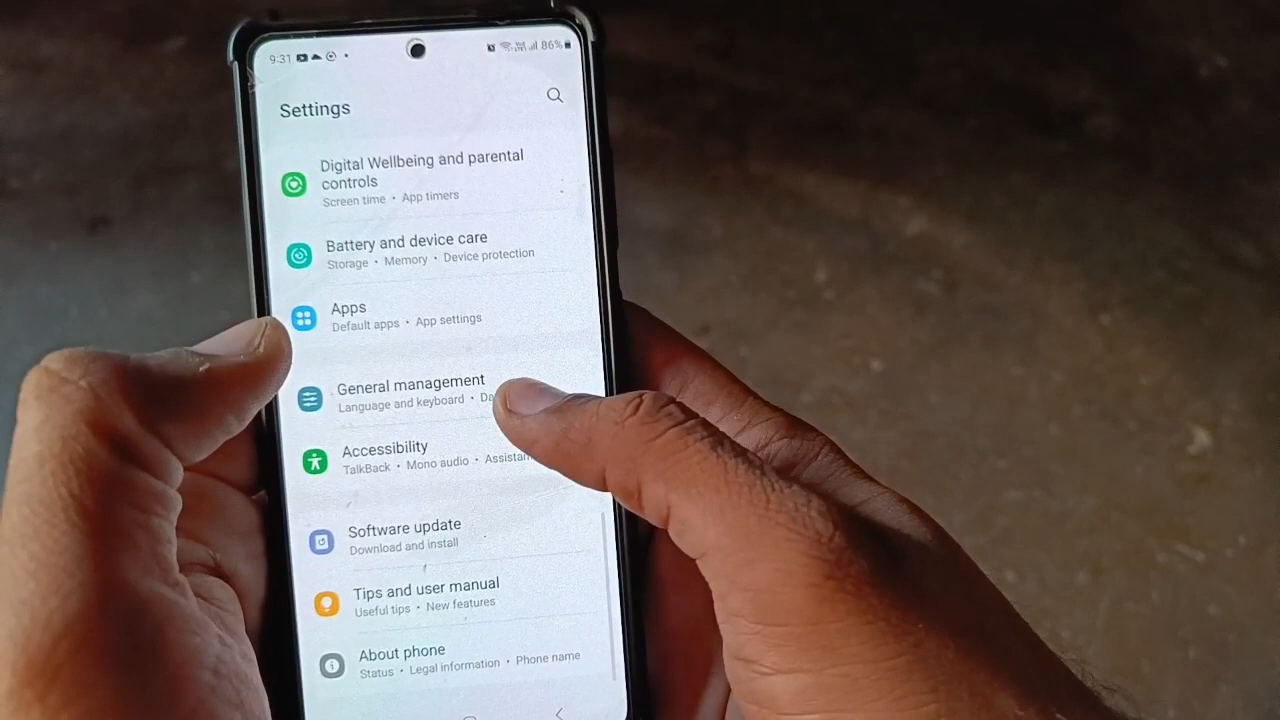 9:31
86%
Settings
Digital Wellbeing and parental
controls
Screen time • App timers
Battery and device care
Storage • Memory • Device protection
Apps
Default apps • App settings
General management
Language and keyboard •
Accessibility
TalkBack • Mono audio •
Software update
Download and install
Tips and user manual
Useful tips • New features
About phone
Status • Legal information • Phone name